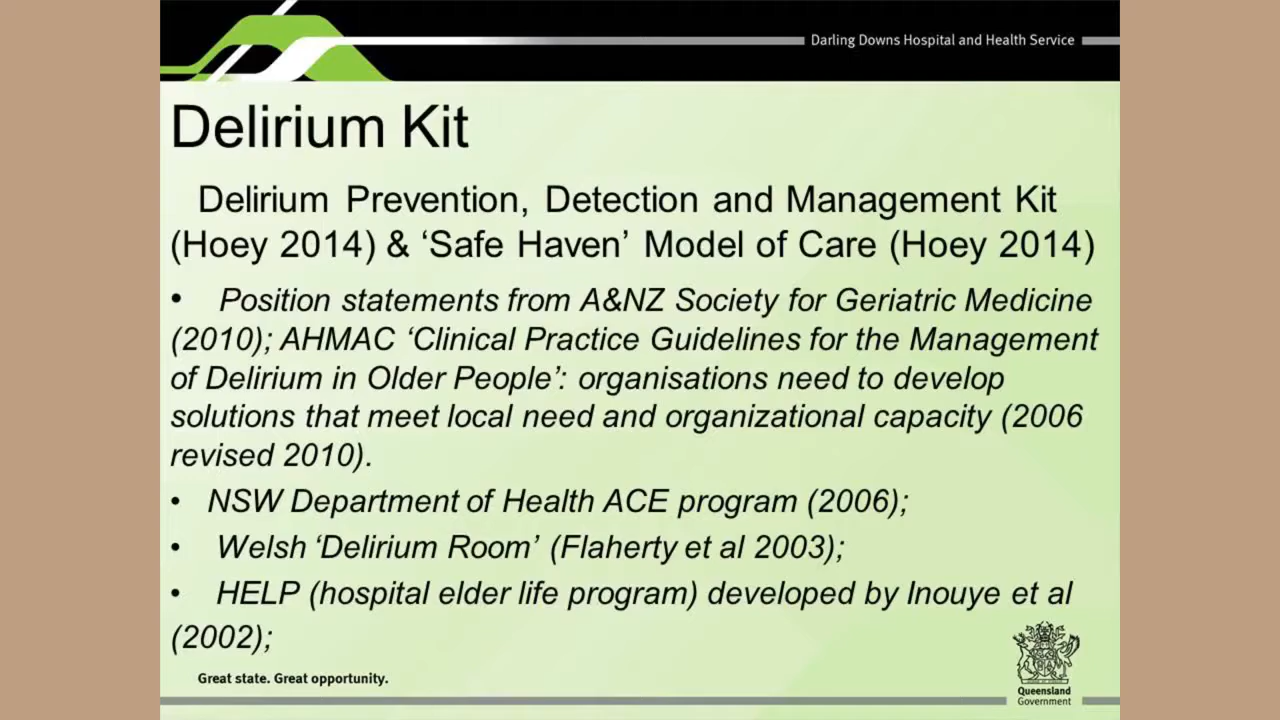 Darling Downs Hospital and Health Service
Delirium Kit
Delirium Prevention, Detection and Management Kit
(Hoey 2014) & ‘Safe Haven’ Model of Care (Hoey 2014)
• Position statements from A&NZ Society for Geriatric Medicine
(2010); AHMAC ‘Clinical Practice Guidelines for the Management
of Delirium in Older People’: organisations need to develop
solutions that meet local need and organizational capacity (2006
revised 2010).
• NSW Department of Health ACE program (2006);
• Welsh ‘Delirium Room’ (Flaherty et al 2003);
• HELP (hospital elder life program) developed by Inouye et al
(2002);
Great state. Great opportunity.
Queensland
Government